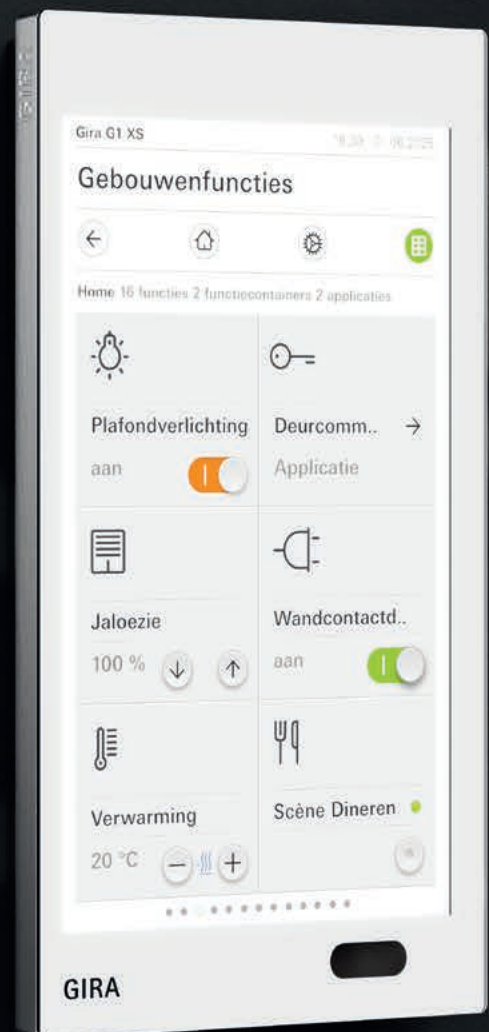 GIRA
Gira G1 XS
Gebouwenfuncties
Home 16 functies 2 functiecontainers 2 applicaties
Plafondverlichting
aan
Deurcomm.. →
Applicatie
Jaloezie
100 %
Wandcontactd..
aan
Verwarming
20 °C
Scène Dineren
GIRA